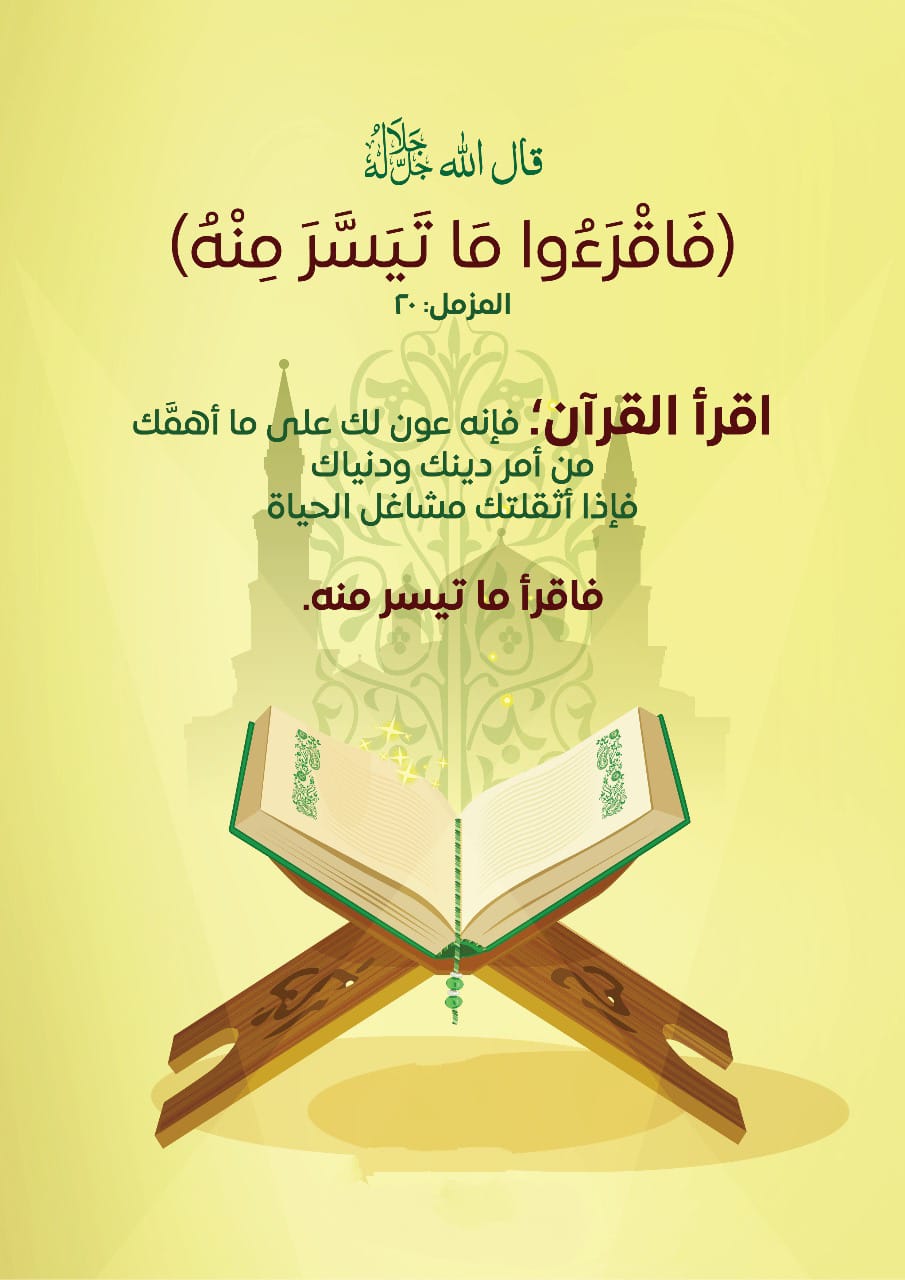 قال الله جَلَّ جَلَالُهُ
(فَاقْرَءُوا مَا تَيَسَّرَ مِنْهُ)
المزمل: ٢٠
اقرأ القرآن؛ فإنه عون لك على ما أهمَّك
من أمر دينك ودنياك
فإذا أثقلتك مشاغل الحياة
فاقرأ ما تيسر منه.